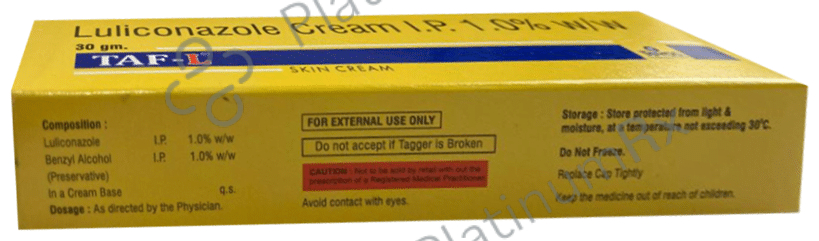 Luliconazole Cream I.P. 1.0% w/w
30 gm.
TAF-L
SKIN CREAM
Composition :
Luliconazole I.P. 1.0% w/w
Benzyl Alcohol I.P. 1.0% w/w
(Preservative)
In a Cream Base q.s.
Dosage : As directed by the Physician.
FOR EXTERNAL USE ONLY
Do not accept if Tagger is Broken
CAUTION : Not to be sold by retail with out the
prescription of a Registered Medical Practitioner
Avoid contact with eyes.
Storage : Store protected from light &
moisture, at a temperature not exceeding 30°C.
Do Not Freeze.
Replace Cap Tightly
Keep the medicine out of reach of children.
PlatinumRx